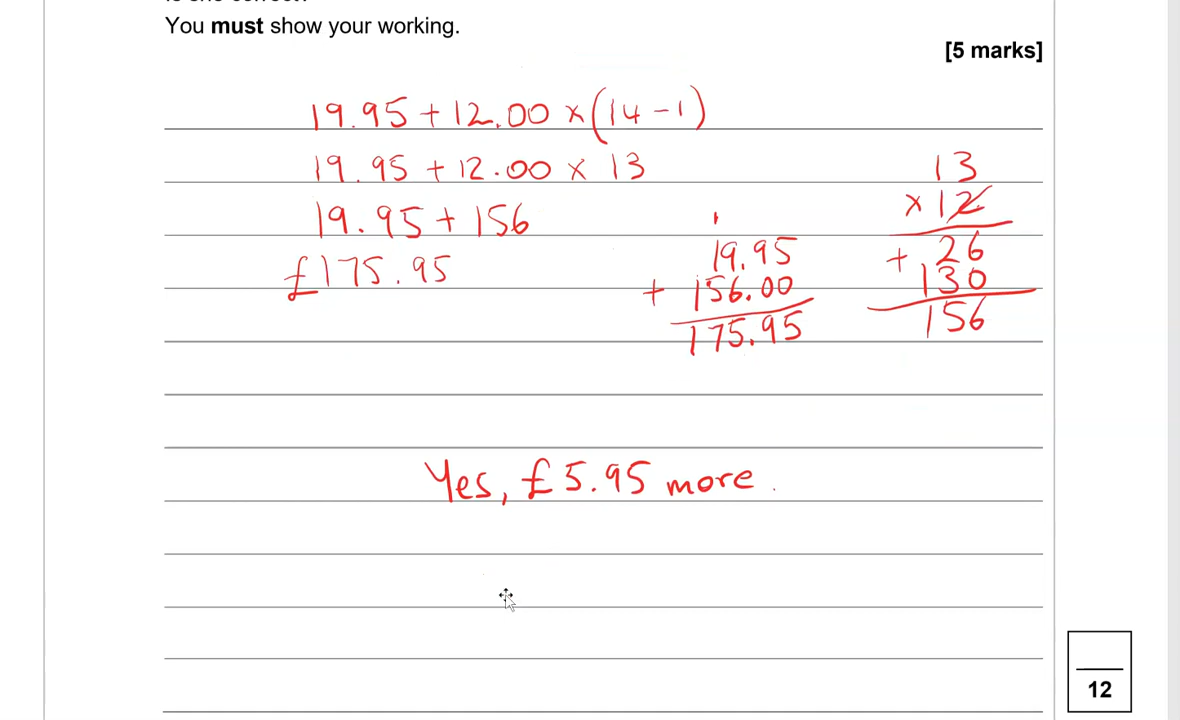 You must show your working.
[5 marks]
19.95 + 12.00 × (14 - 1)
19.95 + 12.00 × 13
19.95 + 156
£175.95
1
19.95
+ 156.00
175.95
13
× 12
+ 26
130
156
Yes, £5.95 more.
12